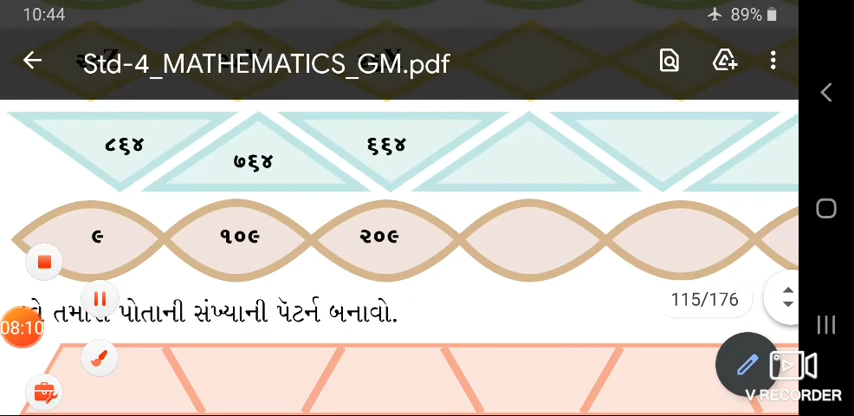 10:44 89%
Std-4_MATHEMATICS_GM.pdf
૮૬૪ ૭૬૪ ૬૬૪
૯ ૧૦૯ ૨૦૯
પોતાની સંખ્યાની પૅટર્ન બનાવો.
115/176
08:10
V RECORDER